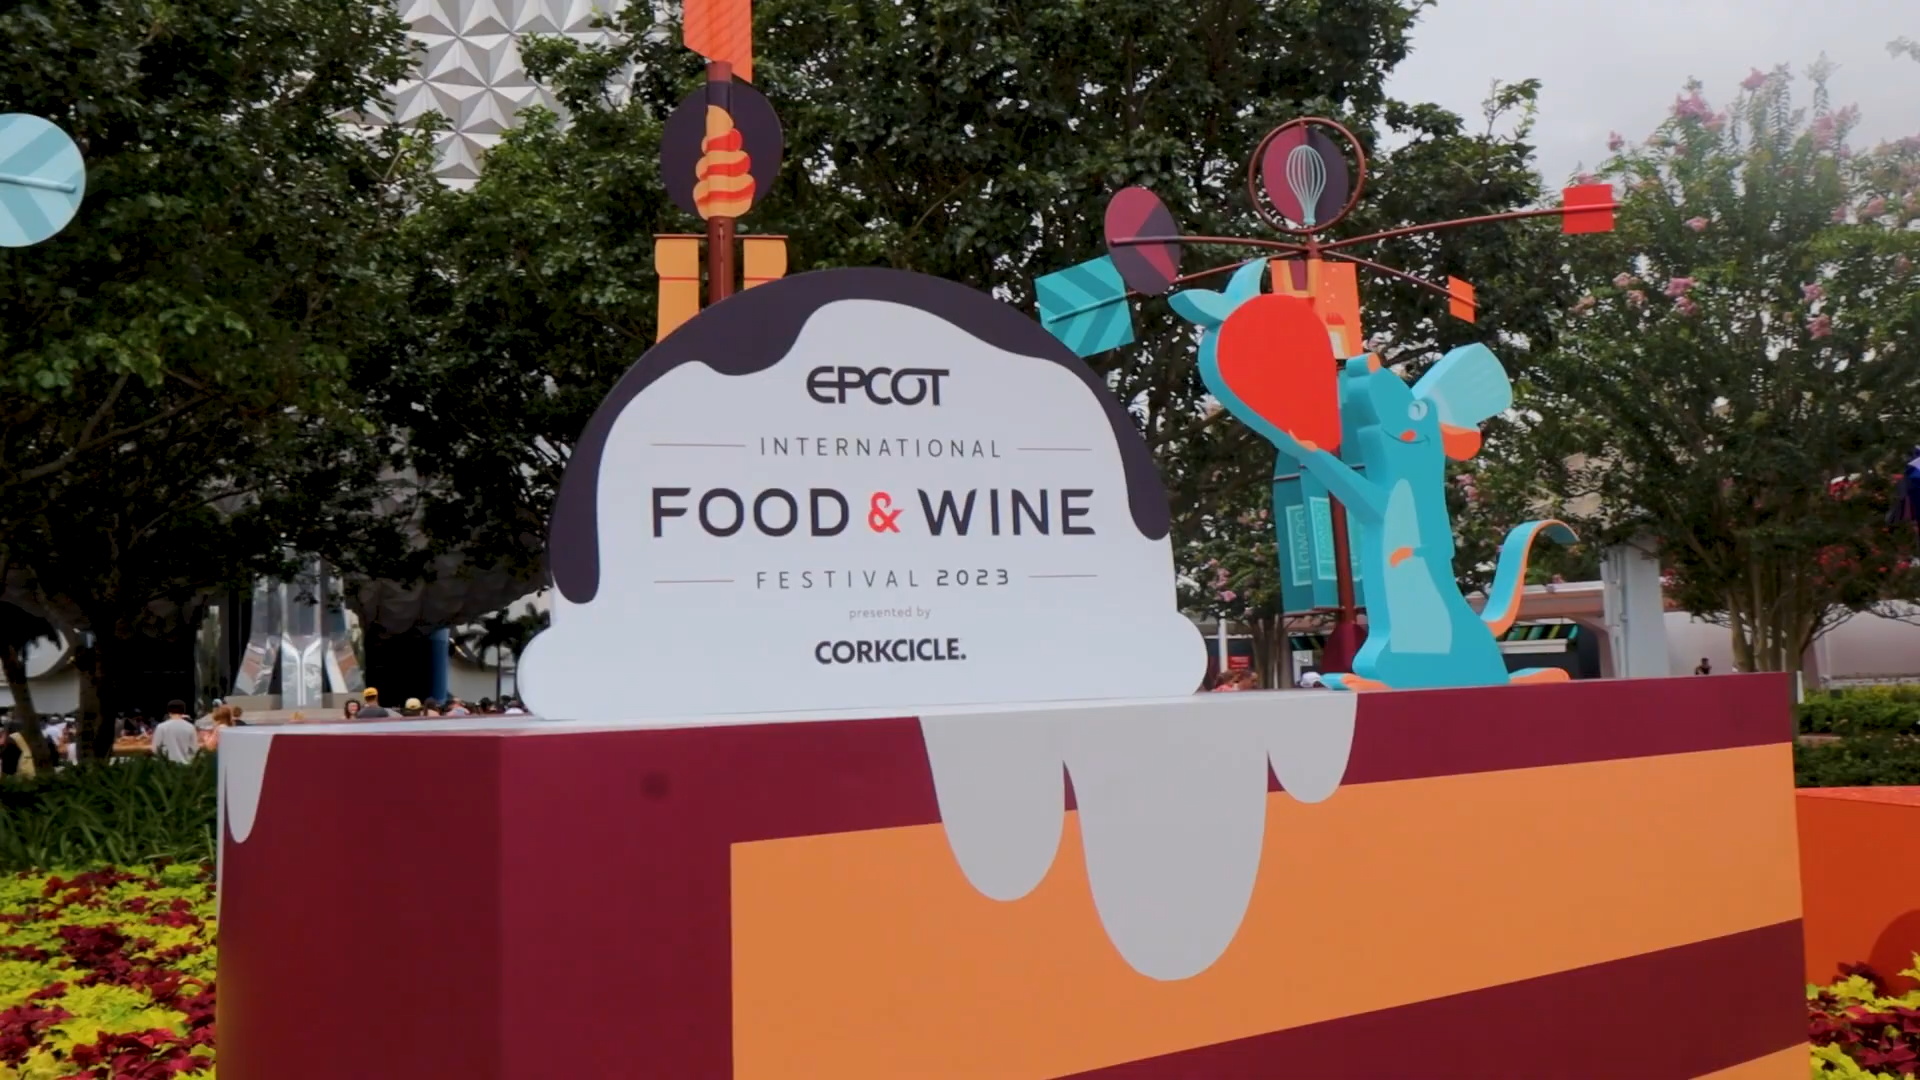 EPCOT
INTERNATIONAL
FOOD & WINE
FESTIVAL 2023
presented by
CORKCICLE.